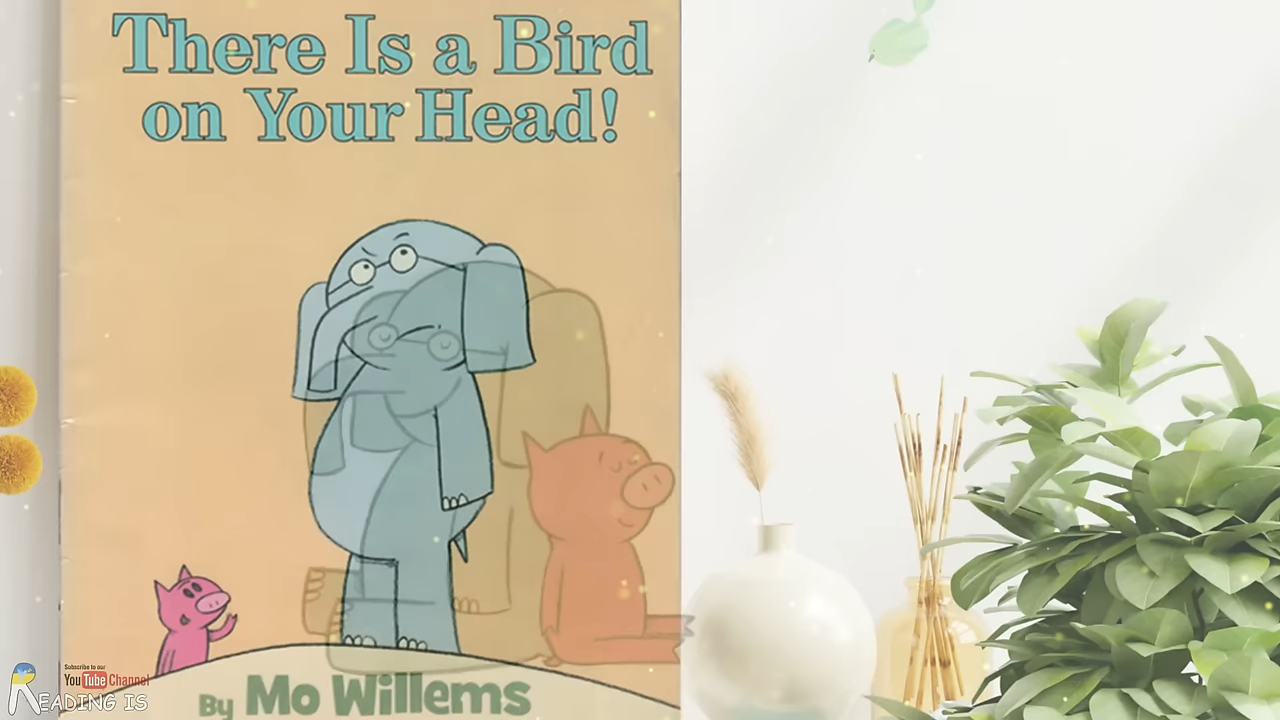 There Is a Bird
on Your Head!
By Mo Willems
Subscribe to our
YouTube Channel
READING IS